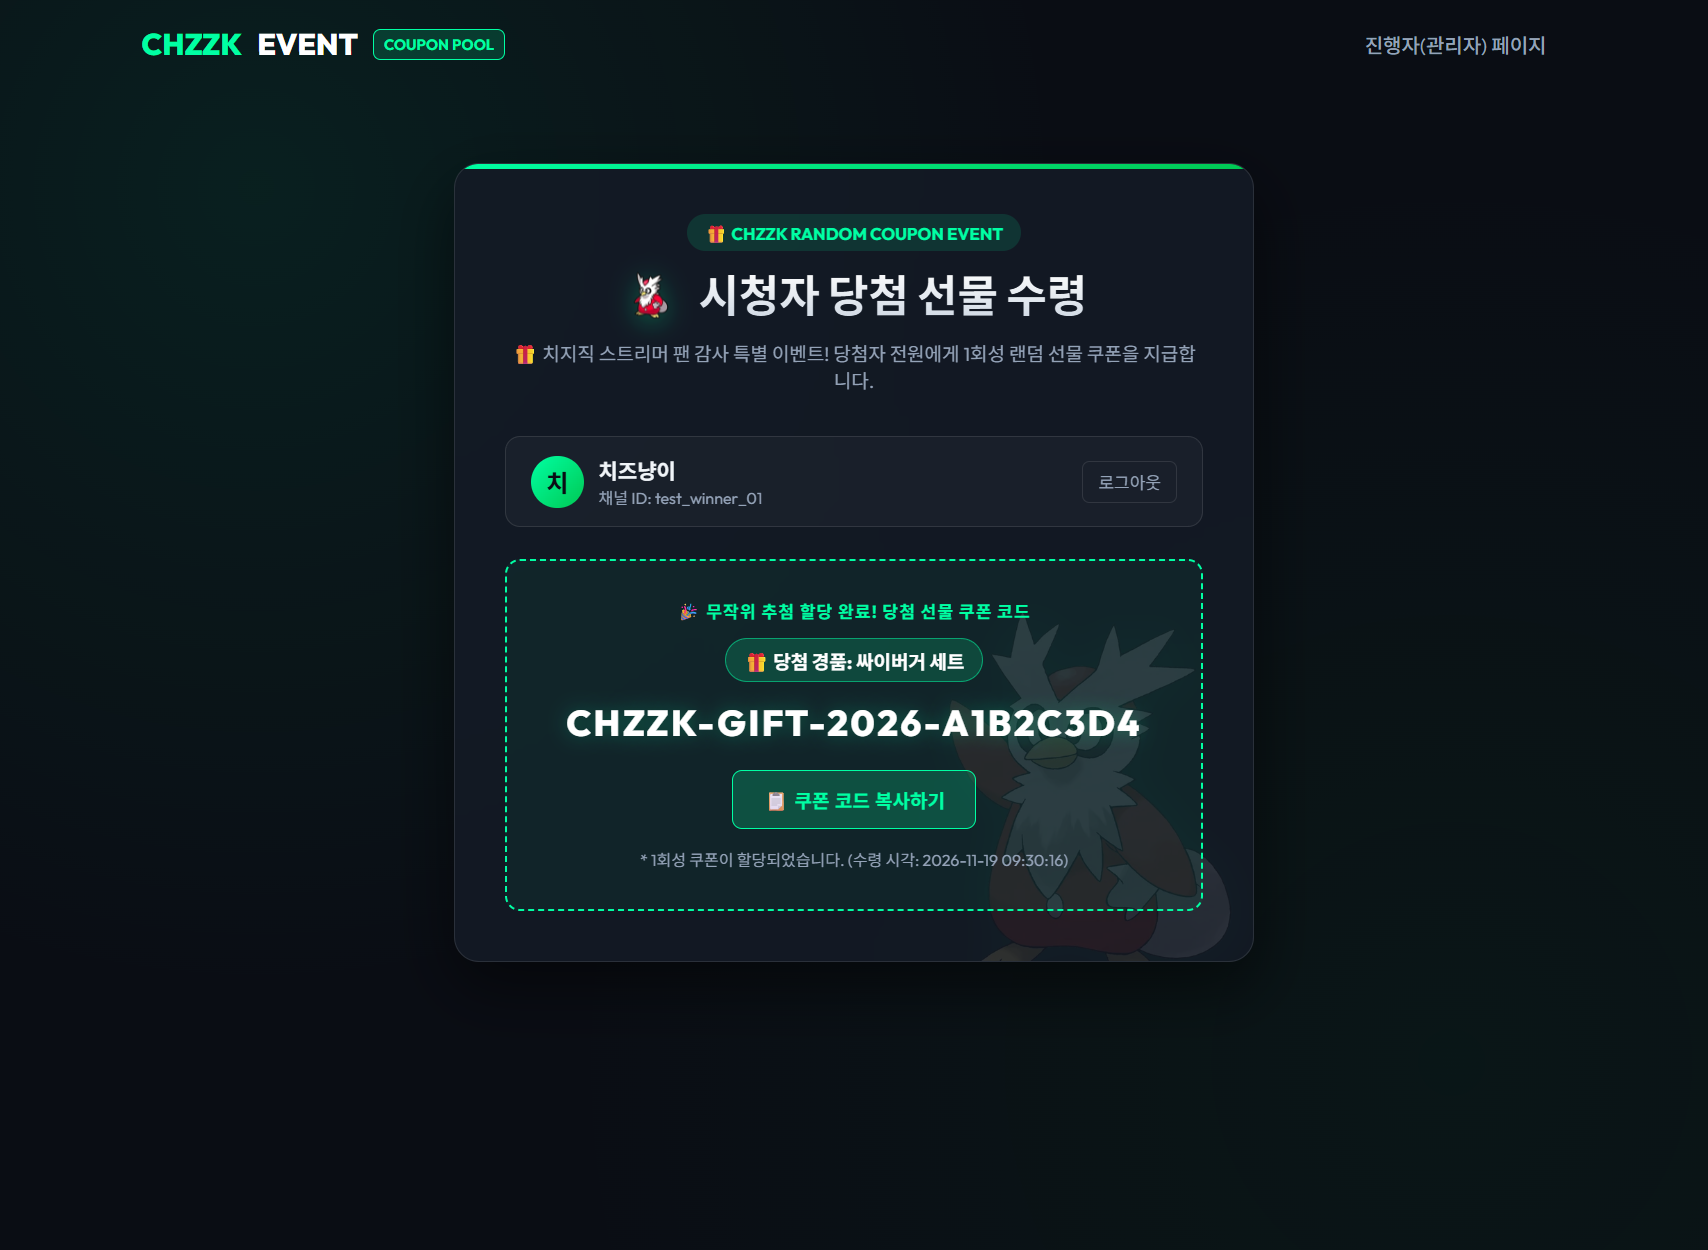 CHZZK EVENT COUPON POOL
진행자(관리자) 페이지
🎁 CHZZK RANDOM COUPON EVENT
시청자 당첨 선물 수령
🎁 치지직 스트리머 팬 감사 특별 이벤트! 당첨자 전원에게 1회성 랜덤 선물 쿠폰을 지급합
니다.
치
치즈냥이
채널 ID: test_winner_01
로그아웃
🎉 무작위 추첨 할당 완료! 당첨 선물 쿠폰 코드
🎁 당첨 경품: 싸이버거 세트
CHZZK-GIFT-2026-A1B2C3D4
📋 쿠폰 코드 복사하기
* 1회성 쿠폰이 할당되었습니다. (수령 시각: 2026-11-19 09:30:16)